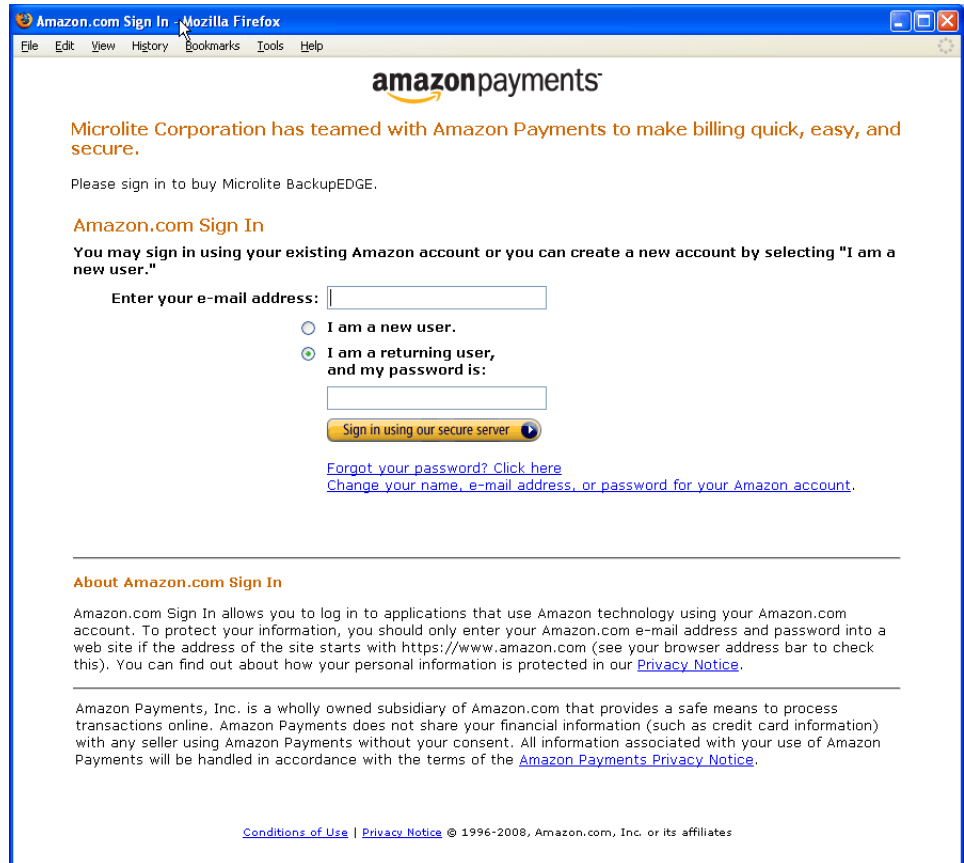 Amazon.com Sign In - Mozilla Firefox
File Edit View History Bookmarks Tools Help
amazonpayments
Microlite Corporation has teamed with Amazon Payments to make billing quick, easy, and
secure.
Please sign in to buy Microlite BackupEDGE.
Amazon.com Sign In
You may sign in using your existing Amazon account or you can create a new account by selecting "I am a
new user."
Enter your e-mail address:
I am a new user.
I am a returning user,
and my password is:
Sign in using our secure server
Forgot your password? Click here
Change your name, e-mail address, or password for your Amazon account.
About Amazon.com Sign In
Amazon.com Sign In allows you to log in to applications that use Amazon technology using your Amazon.com
account. To protect your information, you should only enter your Amazon.com e-mail address and password into a
web site if the address of the site starts with https://www.amazon.com (see your browser address bar to check
this). You can find out about how your personal information is protected in our Privacy Notice.
Amazon Payments, Inc. is a wholly owned subsidiary of Amazon.com that provides a safe means to process
transactions online. Amazon Payments does not share your financial information (such as credit card information)
with any seller using Amazon Payments without your consent. All information associated with your use of Amazon
Payments will be handled in accordance with the terms of the Amazon Payments Privacy Notice.
Conditions of Use | Privacy Notice © 1996-2008, Amazon.com, Inc. or its affiliates